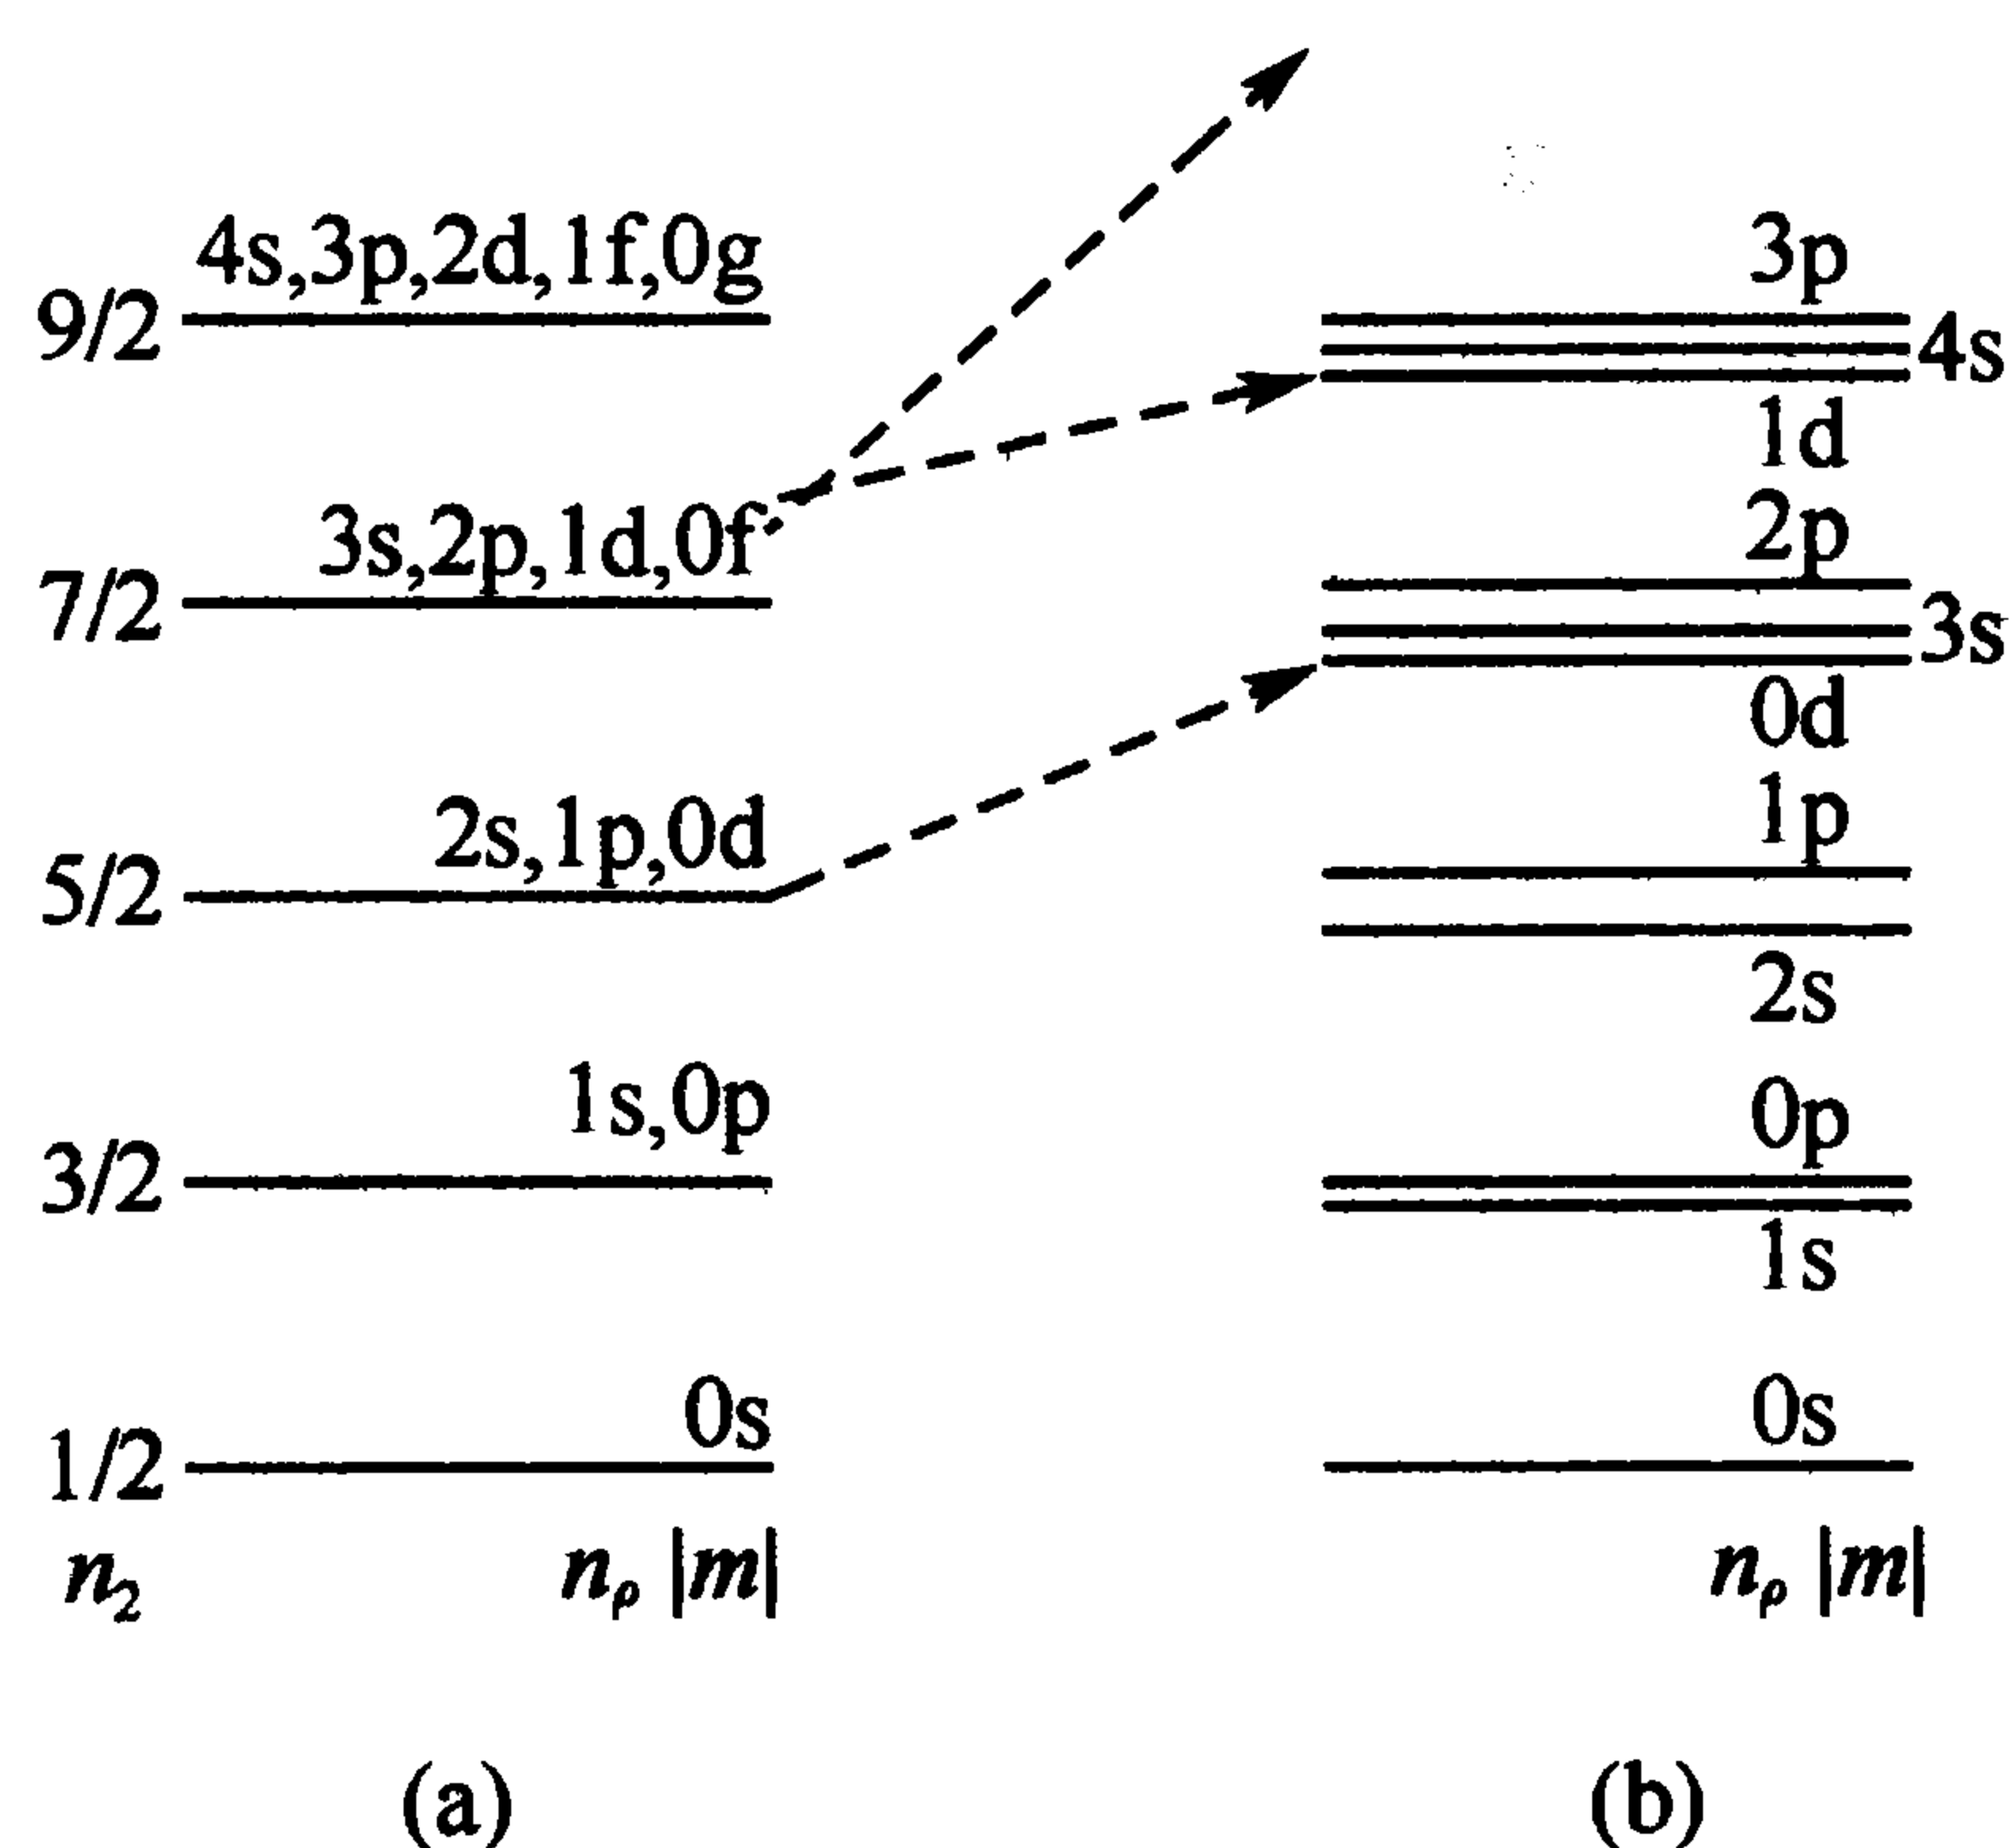 4s,3p,2d,1f,0g
3p
9/2
4s
1d
3s,2p,1d,0f
2p
7/2
3s
0d
2s,1p,0d
1p
5/2
2s
1s,0p
0p
3/2
1s
0s
0s
1/2
n₂ nρ |m| nρ |m|
(a) (b)